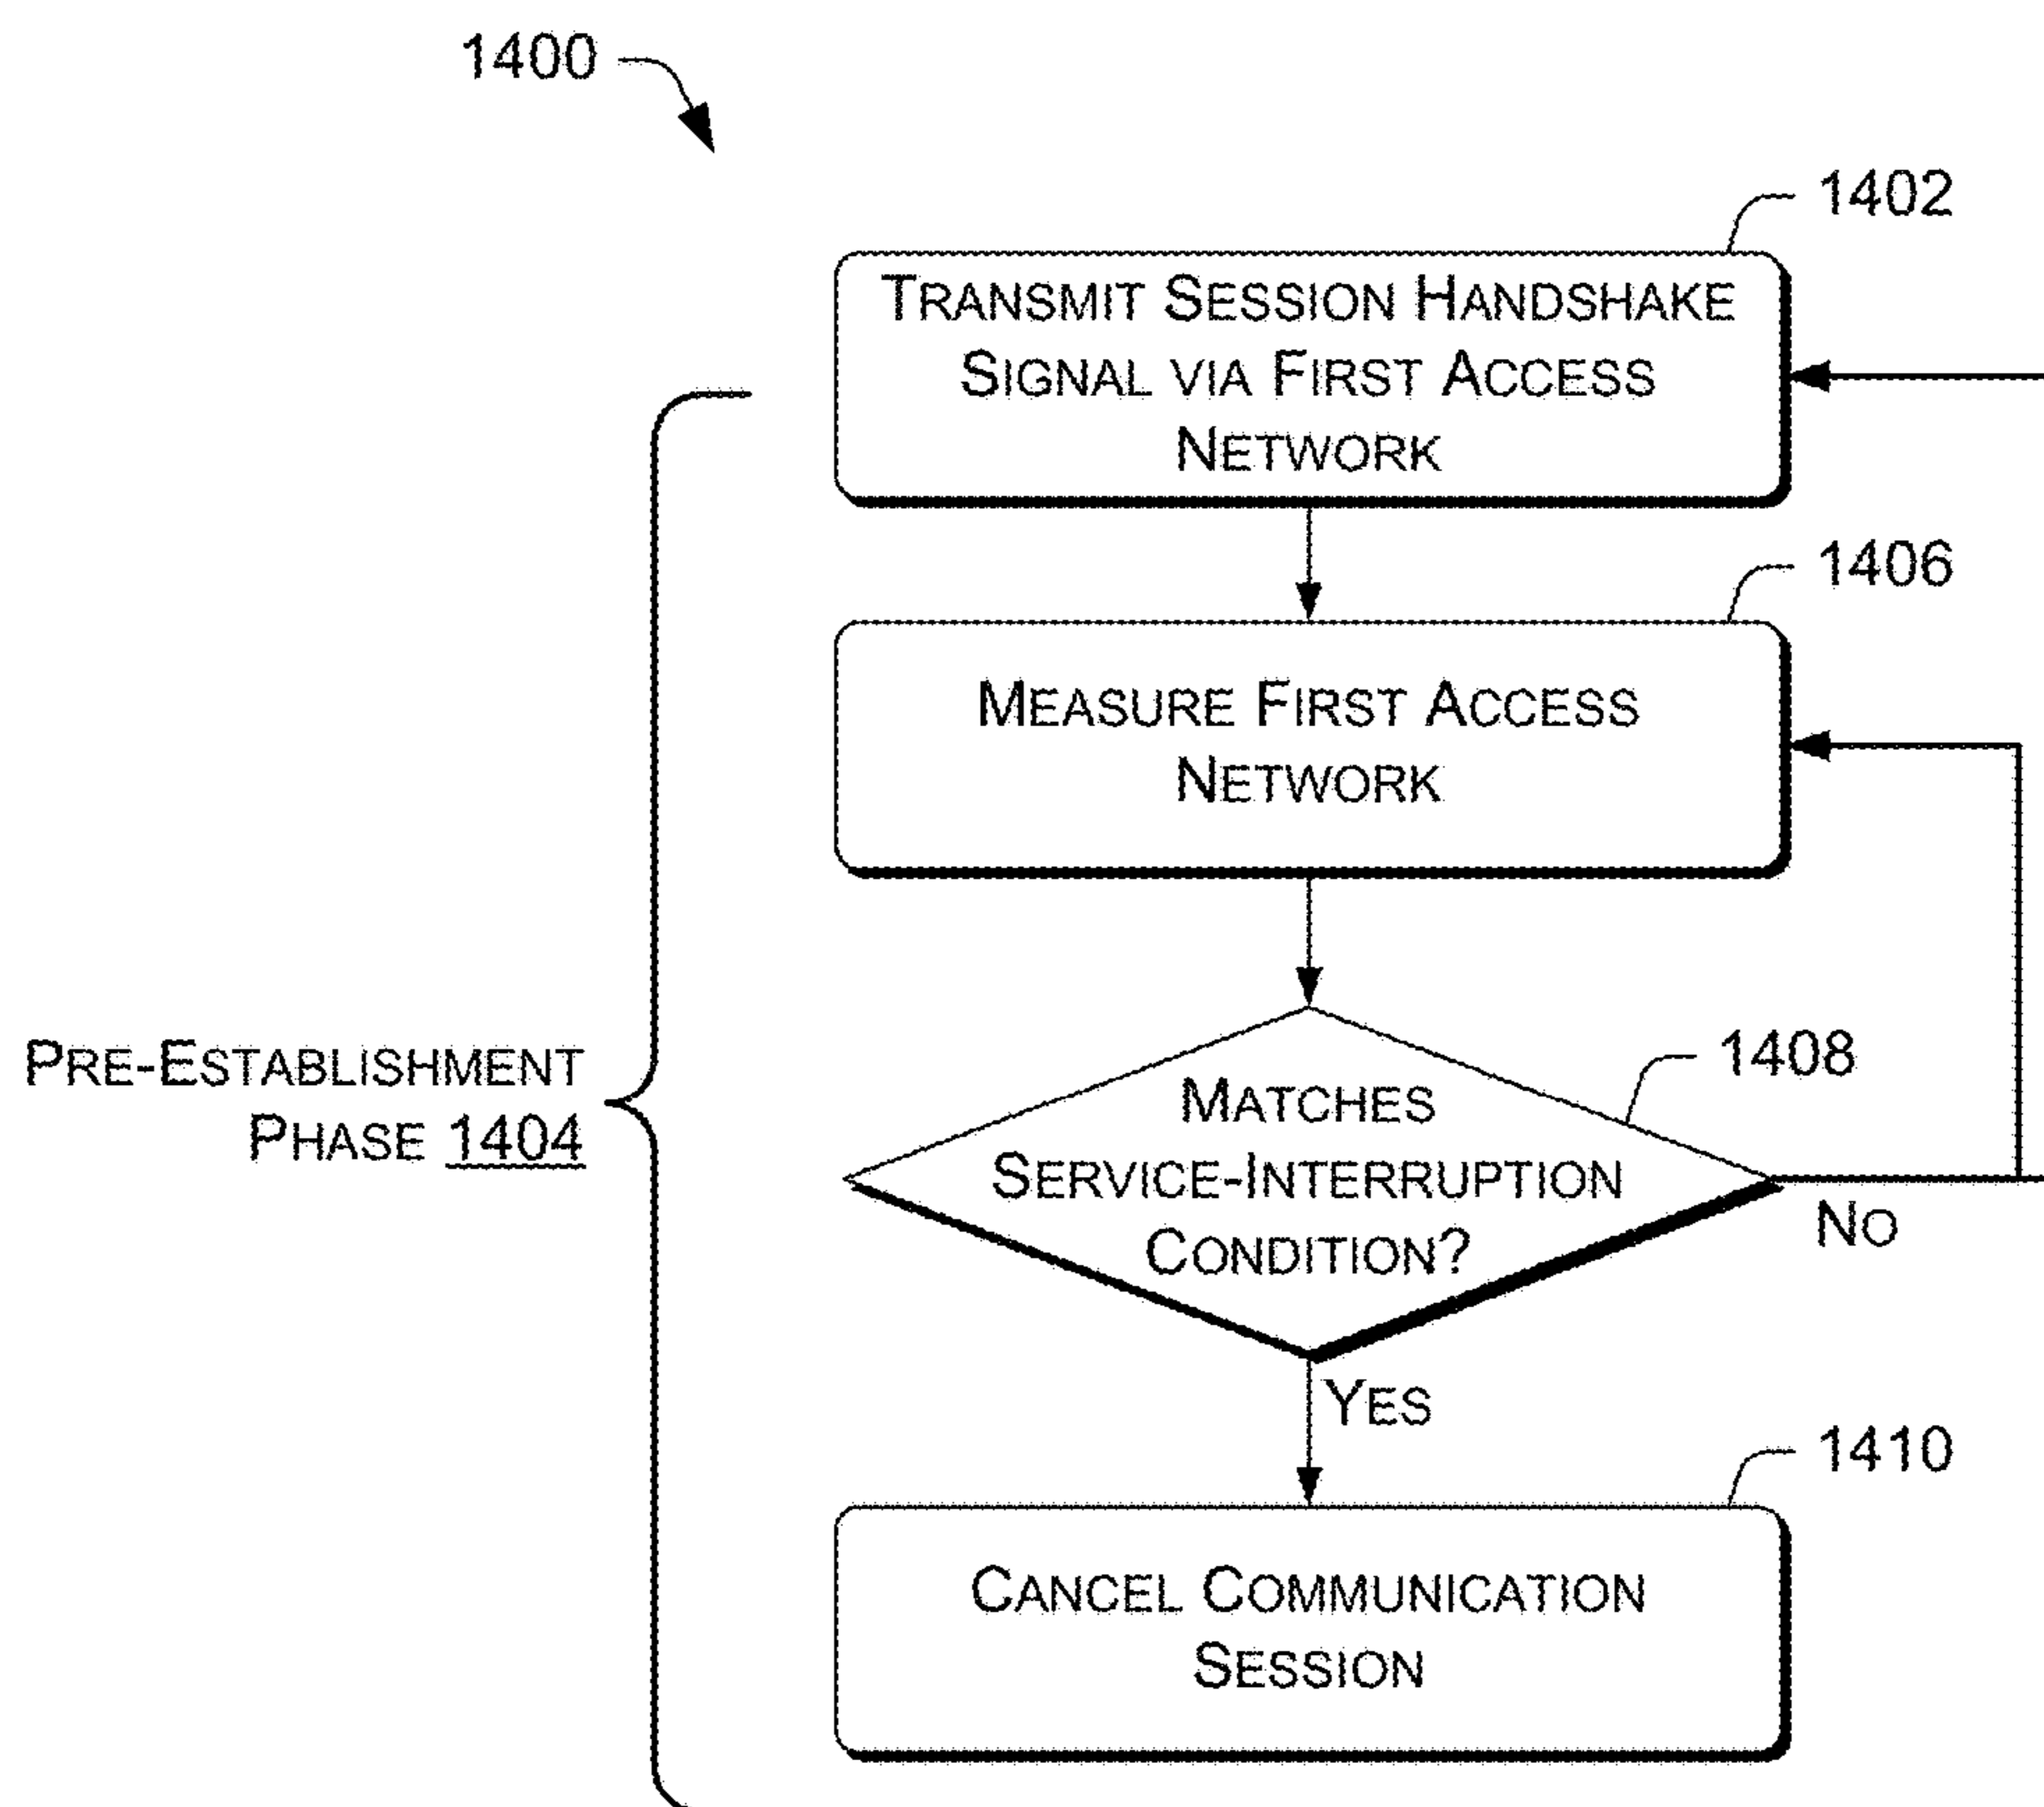 1400
1402
TRANSMIT SESSION HANDSHAKE
SIGNAL VIA FIRST ACCESS
NETWORK
1406
MEASURE FIRST ACCESS
NETWORK
PRE-ESTABLISHMENT
PHASE 1404
1408
MATCHES
SERVICE-INTERRUPTION
CONDITION?
NO
YES
1410
CANCEL COMMUNICATION
SESSION